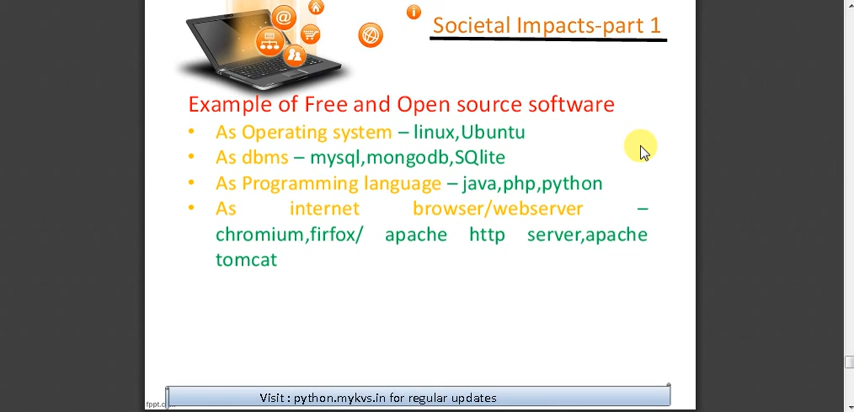 Societal Impacts-part 1
Example of Free and Open source software
• As Operating system – linux,Ubuntu
• As dbms – mysql,mongodb,SQlite
• As Programming language – java,php,python
• As internet browser/webserver –
chromium,firfox/ apache http server,apache
tomcat
Visit : python.mykvs.in for regular updates